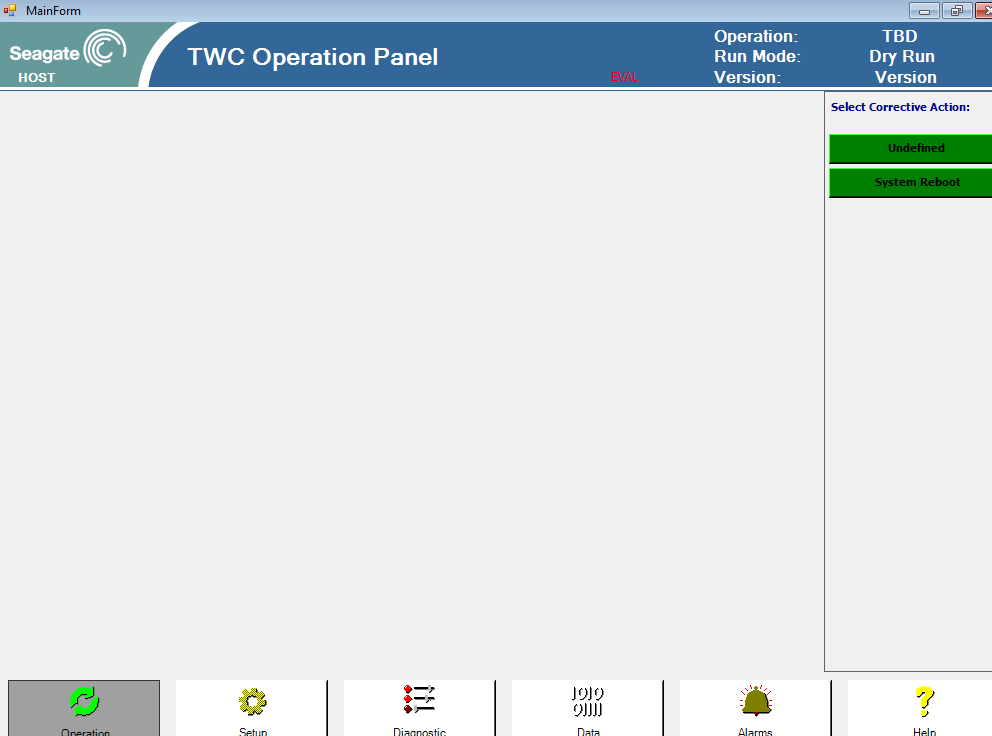 MainForm
Seagate
HOST
TWC Operation Panel
EVAL
Operation: TBD
Run Mode: Dry Run
Version: Version
Select Corrective Action:
Undefined
System Reboot
Operation
Setup
Diagnostic
Data
Alarms
Help